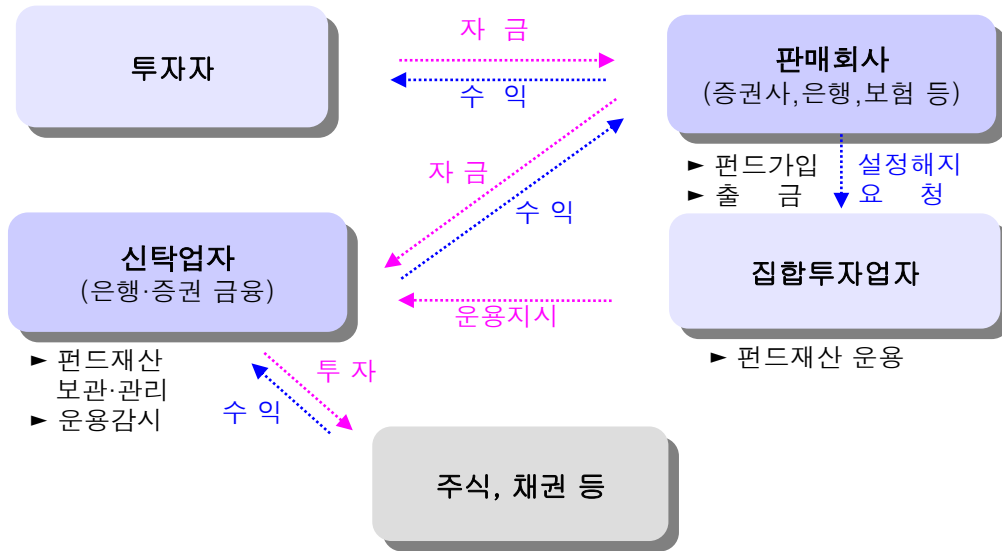 자 금
투자자
수 익
판매회사
(증권사,은행,보험 등)
► 펀드가입
► 출 금
설정해지
요 청
자 금
수 익
신탁업자
(은행·증권 금융)
집합투자업자
운용지시
► 펀드재산
보관·관리
► 운용감시
► 펀드재산 운용
투 자
수 익
주식, 채권 등